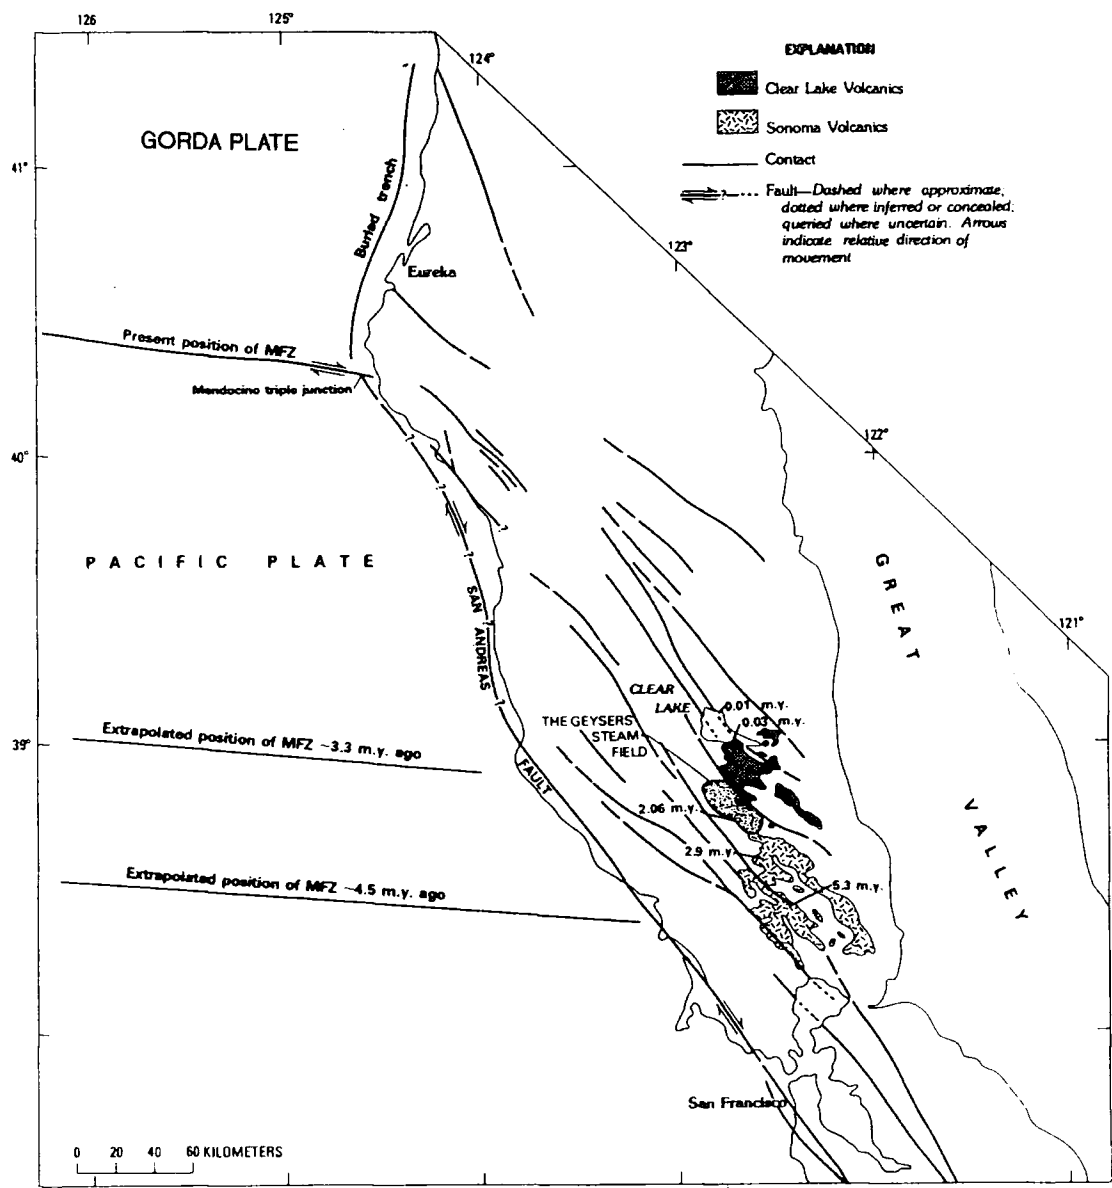 126
125°
124°
EXPLANATION
Clear Lake Volcanics
Sonoma Volcanics
Contact
Fault—Dashed where approximate;
dotted where inferred or concealed;
queried where uncertain. Arrows
indicate relative direction of
movement
GORDA PLATE
41°
Buried trench
Eureka
123°
Present position of MFZ
Mendocino triple junction
?
40°
?
?
?
122°
PACIFIC PLATE
SAN ANDREAS
?
?
FAULT
GREAT
VALLEY
121°
CLEAR
LAKE
0.01 m.y.
0.03 m.y.
THE GEYSERS
STEAM-
FIELD
39°
Extrapolated position of MFZ ~3.3 m.y. ago
2.06 m.y.
2.9 m.y.
5.3 m.y.
Extrapolated position of MFZ ~4.5 m.y. ago
San Francisco
0 20 40 60 KILOMETERS